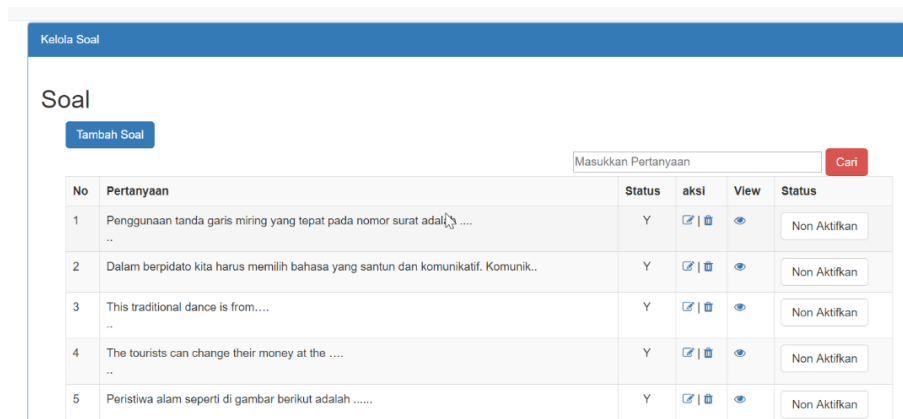 Kelola Soal
Soal
Tambah Soal
Masukkan Pertanyaan Cari
No Pertanyaan Status aksi View Status
1 Penggunaan tanda garis miring yang tepat pada nomor surat adalah .... Y | Non Aktifkan
..
2 Dalam berpidato kita harus memilih bahasa yang santun dan komunikatif. Komunik.. Y | Non Aktifkan
3 This traditional dance is from.... Y | Non Aktifkan
..
4 The tourists can change their money at the .... Y | Non Aktifkan
..
5 Peristiwa alam seperti di gambar berikut adalah ...... Y | Non Aktifkan